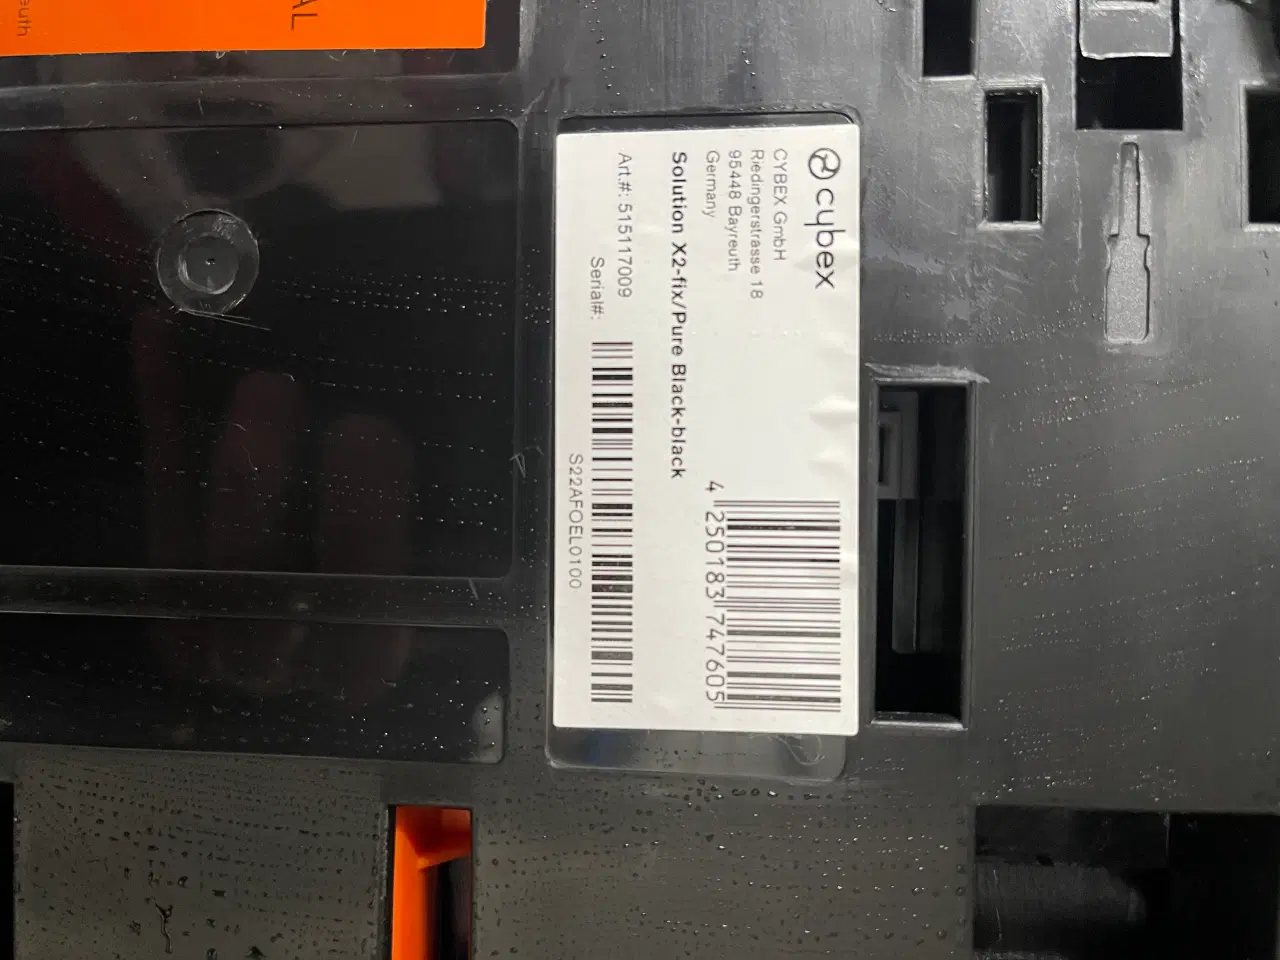 cybex
CYBEX GmbH
Riedingerstrasse 18
95448 Bayreuth
Germany
4 250183 747605
Solution X2-fix/Pure Black-black
Art.#: 515117009
Serial#:
S22AFOEL0100